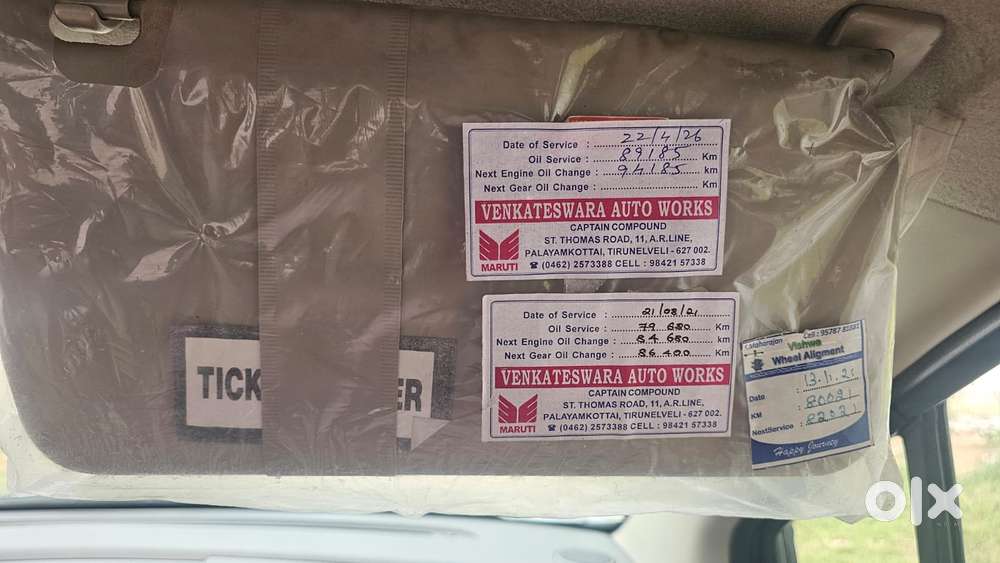 Date of Service : 22/4/26
Oil Service : 89185 Km
Next Engine Oil Change : 94185 km
Next Gear Oil Change : Km
VENKATESWARA AUTO WORKS
CAPTAIN COMPOUND
ST. THOMAS ROAD, 11, A.R.LINE,
PALAYAMKOTTAI, TIRUNELVELI - 627 002.
☎ (0462) 2573388 CELL : 98421 57338
MARUTI
Date of Service : 21/08/21
Oil Service : 79 680 Km
Next Engine Oil Change : 84 680 km
Next Gear Oil Change : 86 400 Km
VENKATESWARA AUTO WORKS
CAPTAIN COMPOUND
ST. THOMAS ROAD, 11, A.R.LINE,
PALAYAMKOTTAI, TIRUNELVELI - 627 002.
☎ (0462) 2573388 CELL : 98421 57338
MARUTI
TICK ER
C.Maharajan Cell : 95787
Vishwa
Wheel Aligment
Date :
KM :
NextService :
Happy Journey
olx